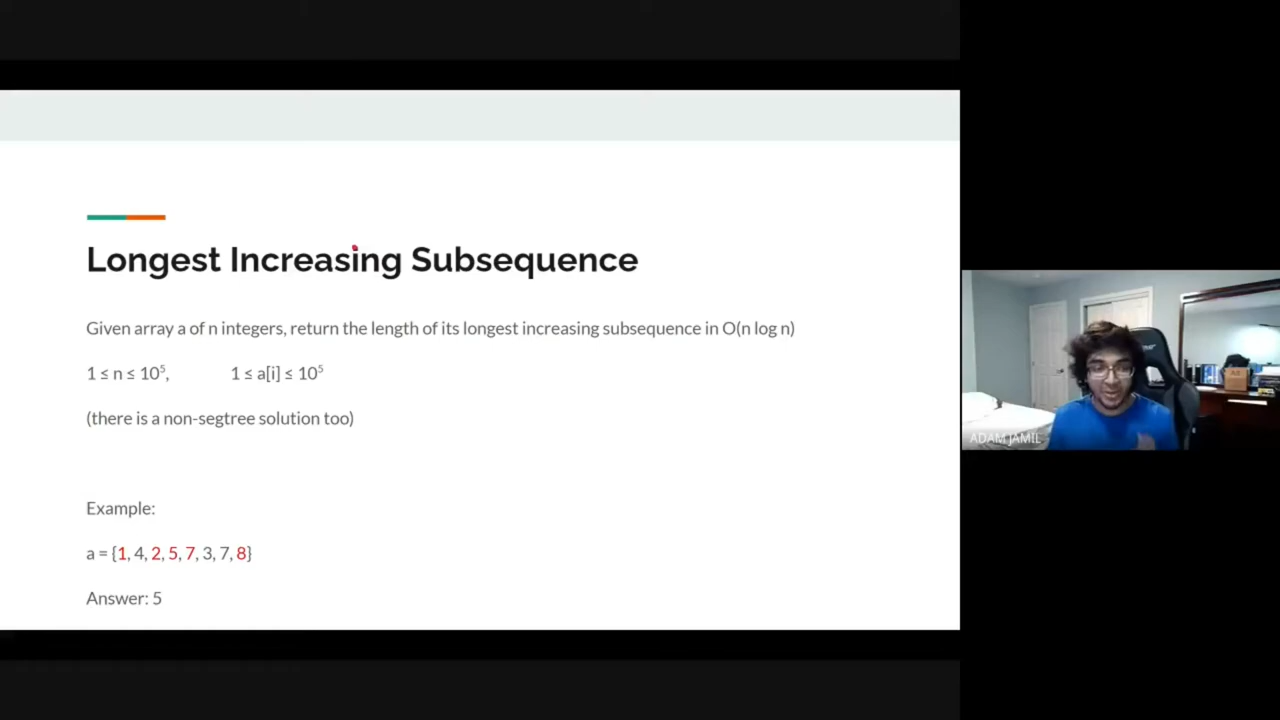 Longest Increasing Subsequence
Given array a of n integers, return the length of its longest increasing subsequence in O(n log n)
1 ≤ n ≤ 10⁵, 1 ≤ a[i] ≤ 10⁵
(there is a non-segtree solution too)
Example:
a = {1, 4, 2, 5, 7, 3, 7, 8}
Answer: 5
ADAM JAMIL